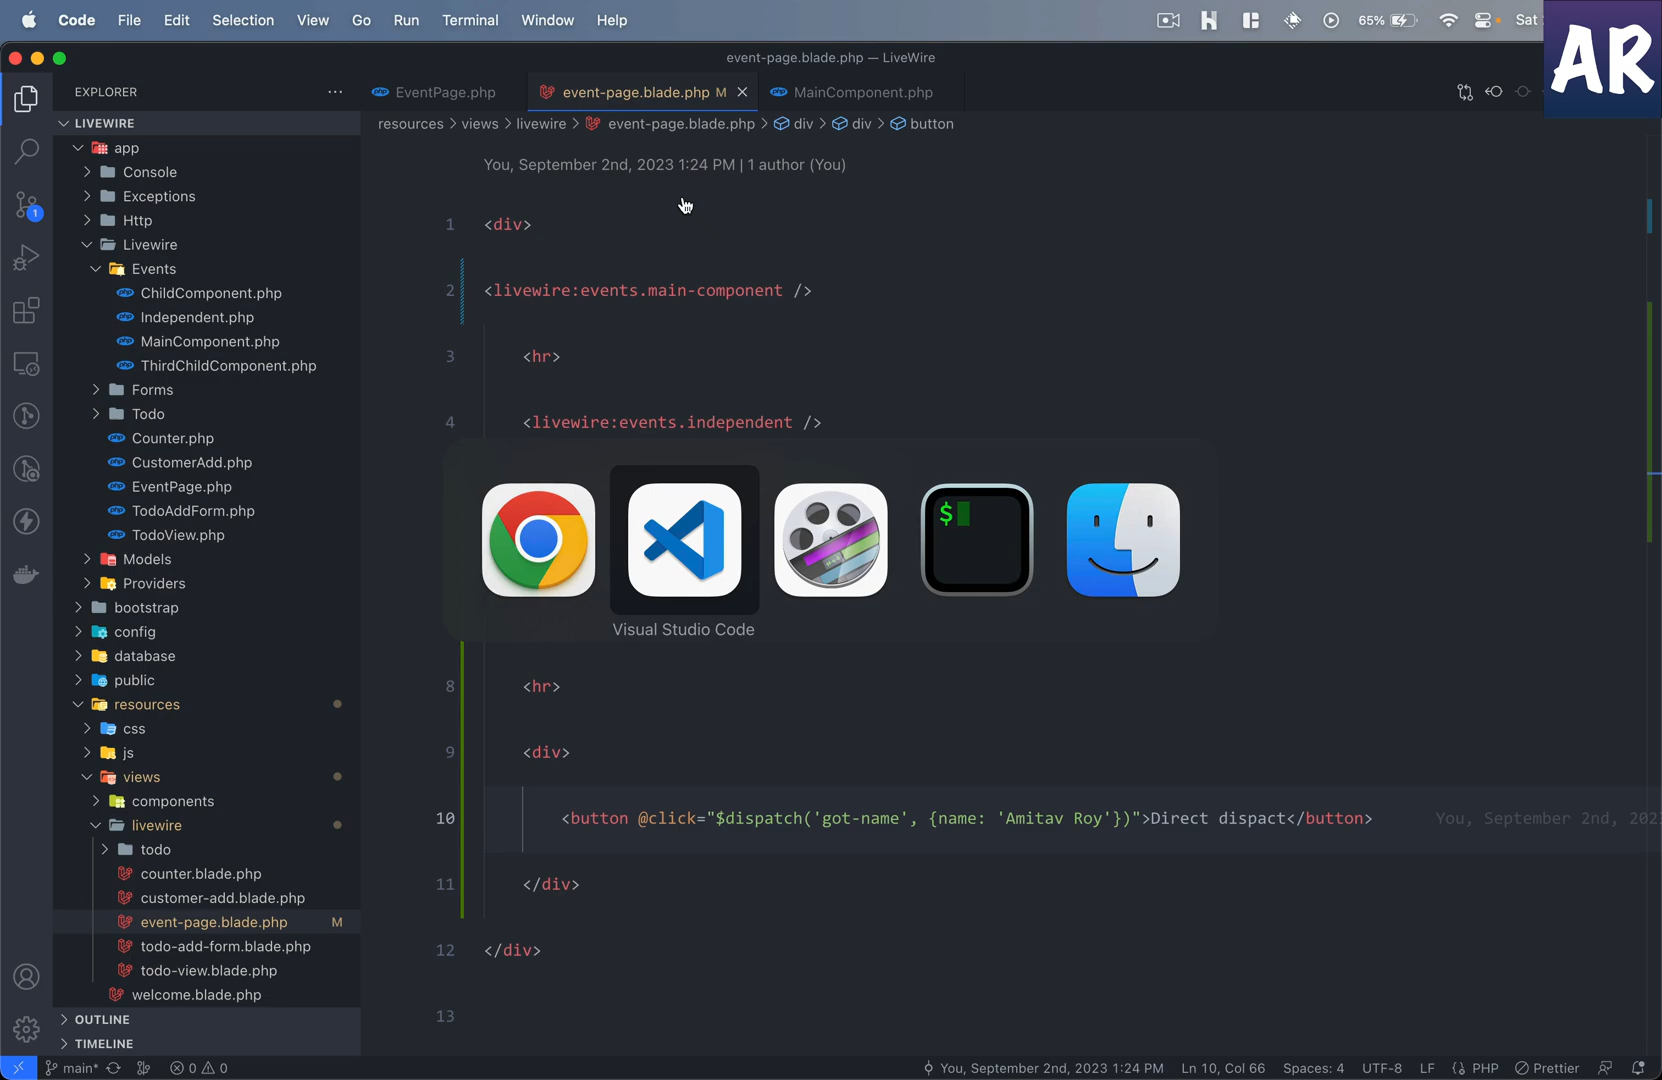 Code File Edit Selection View Go Run Terminal Window Help 65% Sat
AR
event-page.blade.php — LiveWire
EXPLORER
EventPage.php event-page.blade.php M MainComponent.php
LIVEWIRE
resources > views > livewire > event-page.blade.php > div > div > button
app
Console
Exceptions
Http
Livewire
Events
ChildComponent.php
Independent.php
MainComponent.php
ThirdChildComponent.php
Forms
Todo
Counter.php
CustomerAdd.php
EventPage.php
TodoAddForm.php
TodoView.php
Models
Providers
bootstrap
config
database
public
resources
css
js
views
components
livewire
todo
counter.blade.php
customer-add.blade.php
event-page.blade.php M
todo-add-form.blade.php
todo-view.blade.php
welcome.blade.php
OUTLINE
TIMELINE
1
You, September 2nd, 2023 1:24 PM | 1 author (You)
1 <div>
2 <livewire:events.main-component />
3 <hr>
4 <livewire:events.independent />
$
Visual Studio Code
8 <hr>
9 <div>
10 <button @click="$dispatch('got-name', {name: 'Amitav Roy'})">Direct dispact</button> You, September 2nd, 202
11 </div>
12 </div>
13
main* 0 0 You, September 2nd, 2023 1:24 PM Ln 10, Col 66 Spaces: 4 UTF-8 LF PHP Prettier